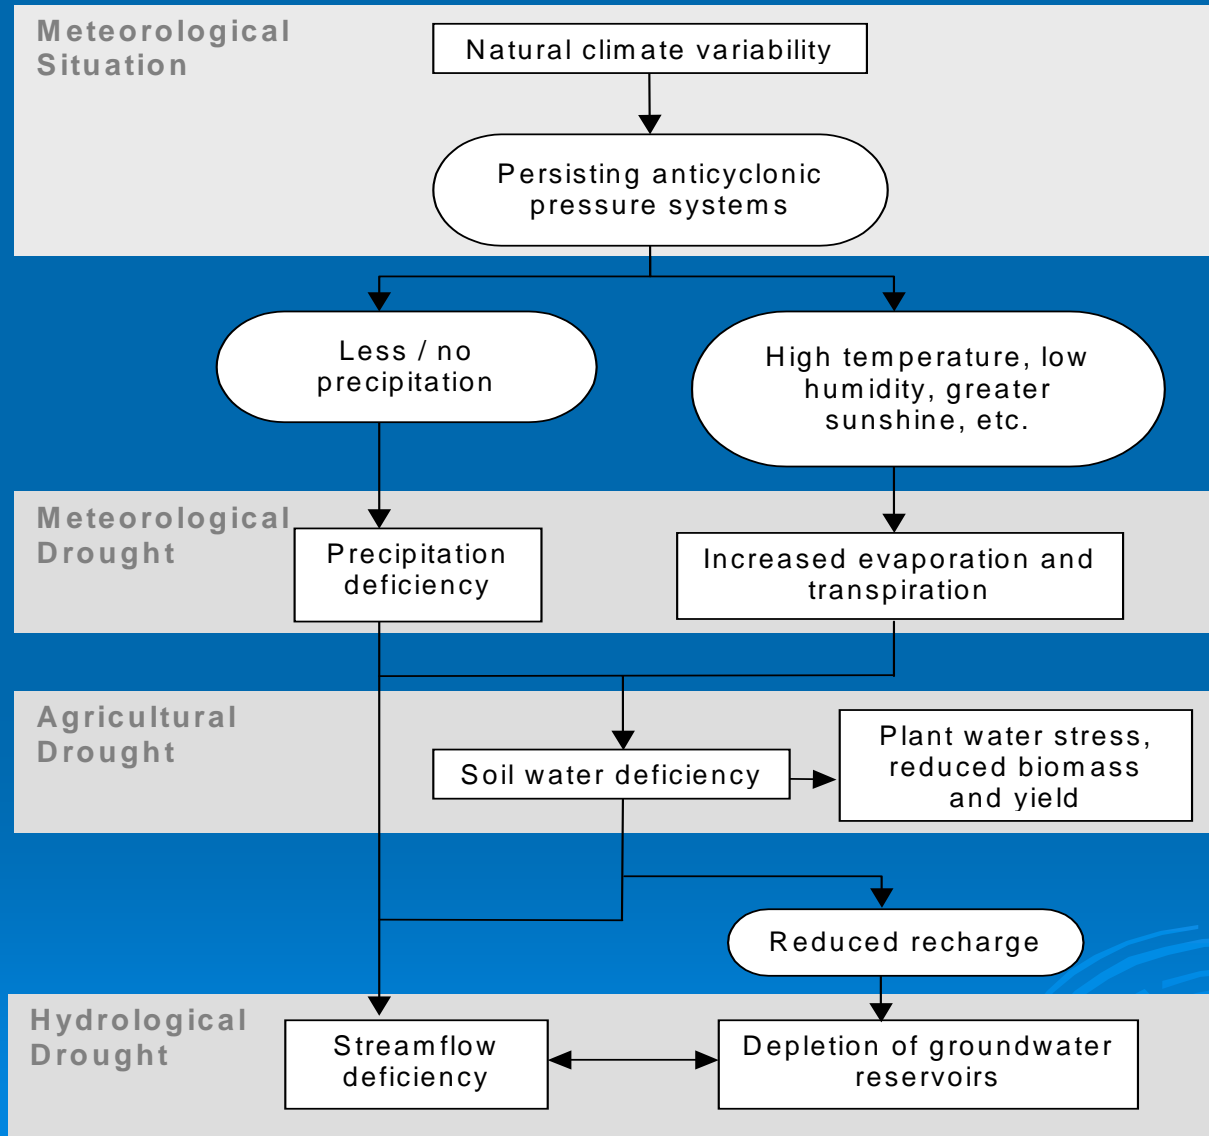 Meteorological
Situation
Natural climate variability
Persisting anticyclonic
pressure systems
Less / no
precipitation
High temperature, low
humidity, greater
sunshine, etc.
Meteorological
Drought
Precipitation
deficiency
Increased evaporation and
transpiration
Agricultural
Drought
Soil water deficiency
Plant water stress,
reduced biomass
and yield
Reduced recharge
Hydrological
Drought
Streamflow
deficiency
Depletion of groundwater
reservoirs